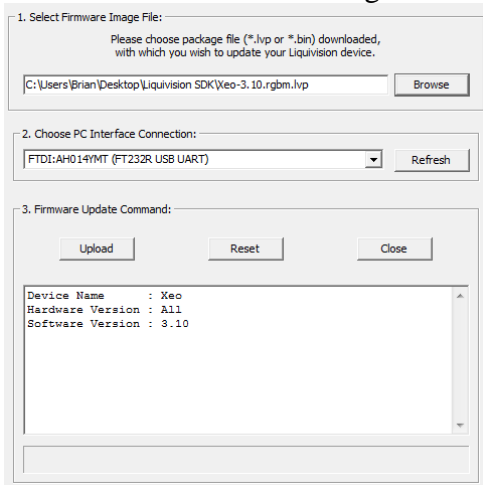 1. Select Firmware Image File:
Please choose package file (*.lvp or *.bin) downloaded,
with which you wish to update your Liquivision device.
C:\Users\Brian\Desktop\Liquivision SDK\Xeo-3.10.rgbm.lvp
Browse
2. Choose PC Interface Connection:
FTDI:AH014YMT (FT232R USB UART)
Refresh
3. Firmware Update Command:
Upload Reset Close
Device Name : Xeo
Hardware Version : All
Software Version : 3.10